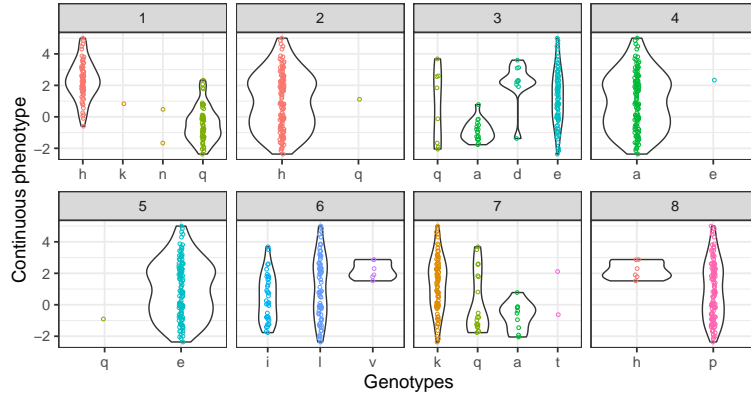 1 2 3 4
Continuous phenotype
4
2
0
−2
h k n q h q q a d e a e
5 6 7 8
4
2
0
−2
q e i l v k q a t h p
Genotypes